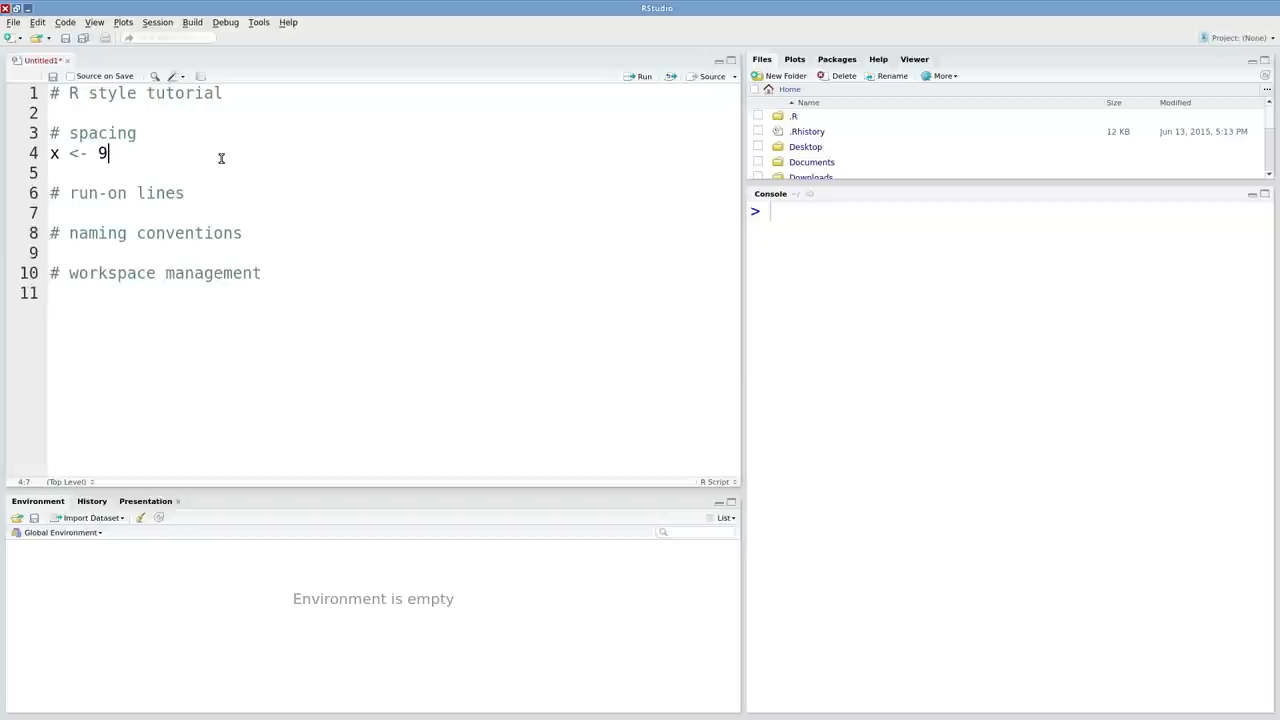 RStudio
File Edit Code View Plots Session Build Debug Tools Help
Project: (None)
Untitled1*
Source on Save
Run
Source
1 # R style tutorial
2
3 # spacing
4 x <- 9
5
6 # run-on lines
7
8 # naming conventions
9
10 # workspace management
11
4:7 (Top Level)
R Script
Environment History Presentation
Import Dataset
List
Global Environment
Environment is empty
Files Plots Packages Help Viewer
New Folder Delete Rename More
Home
Name Size Modified
.R
.Rhistory 12 KB Jun 13, 2015, 5:13 PM
Desktop
Documents
Downloads
Console ~/
>